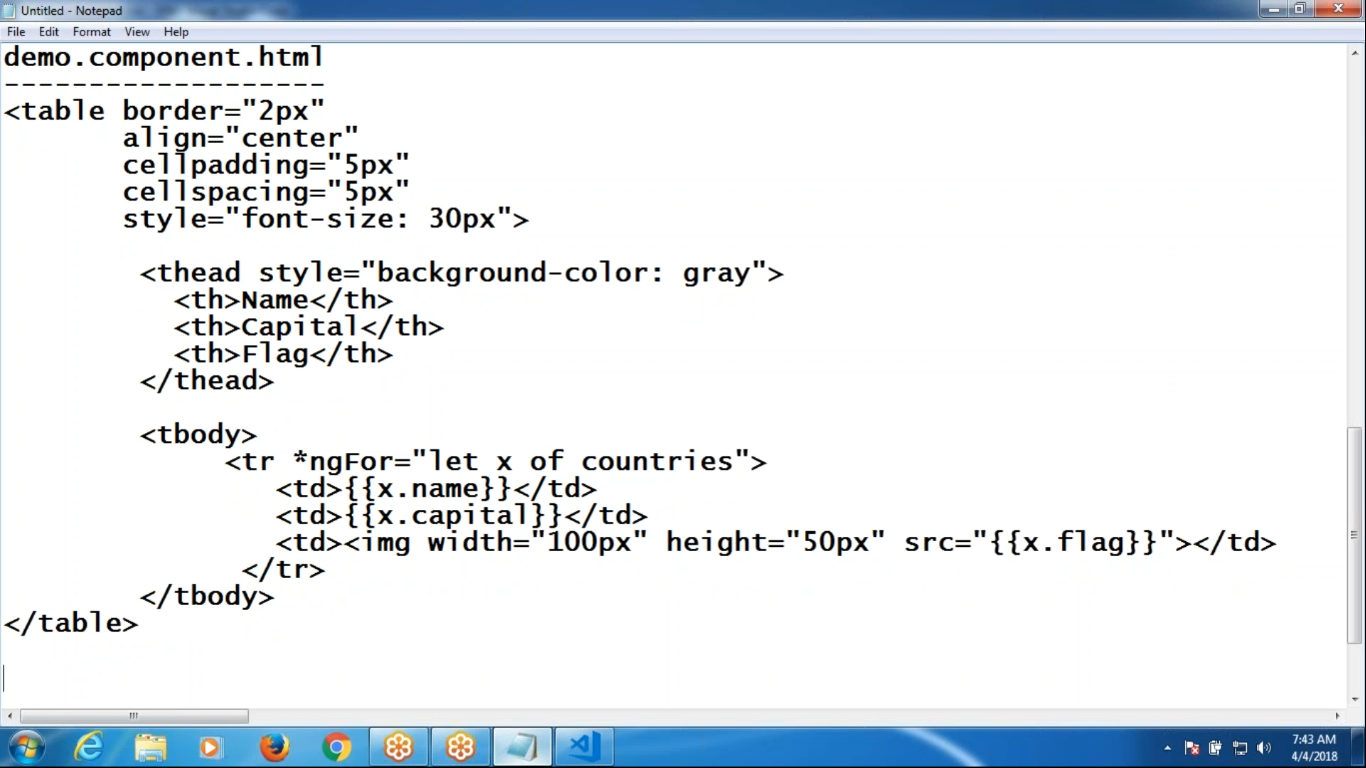 Untitled - Notepad
File Edit Format View Help
demo.component.html
-------------------
<table border="2px"
       align="center"
       cellpadding="5px"
       cellspacing="5px"
       style="font-size: 30px">

        <thead style="background-color: gray">
          <th>Name</th>
          <th>Capital</th>
          <th>Flag</th>
        </thead>

        <tbody>
             <tr *ngFor="let x of countries">
                <td>{{x.name}}</td>
                <td>{{x.capital}}</td>
                <td><img width="100px" height="50px" src="{{x.flag}}"></td>
              </tr>
        </tbody>
</table>
7:43 AM
4/4/2018